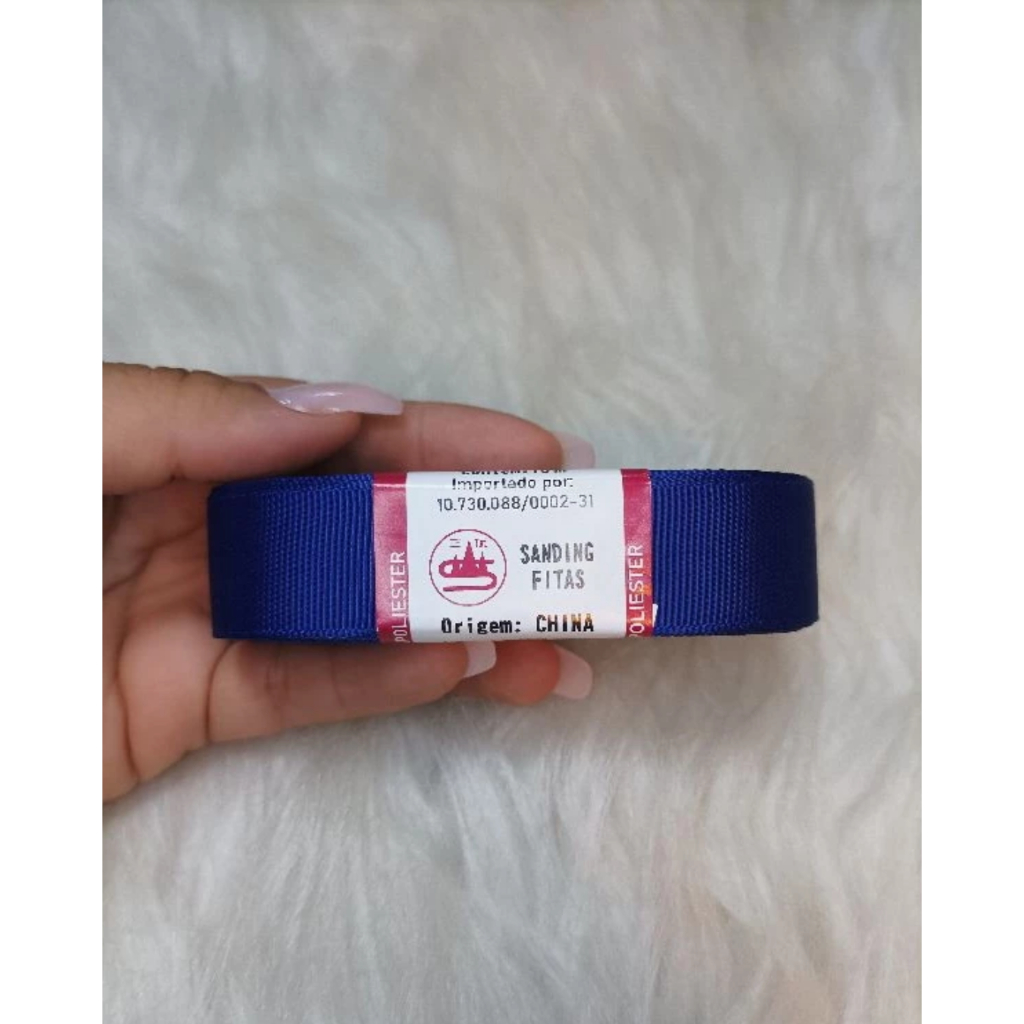 Importado por:
10.730.088/0002-31
SANDING
FITAS
Origem: CHINA
POLIESTER
POLIESTER